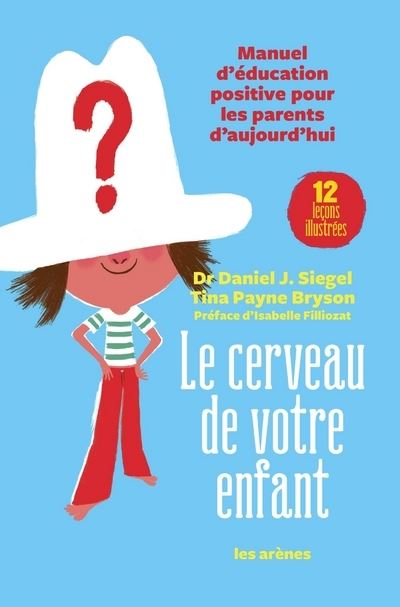 Manuel
d'éducation
positive pour
les parents
d'aujourd'hui
?
12
leçons
illustrées
Dr Daniel J. Siegel
Tina Payne Bryson
Préface d'Isabelle Filliozat
Le cerveau
de votre
enfant
les arènes